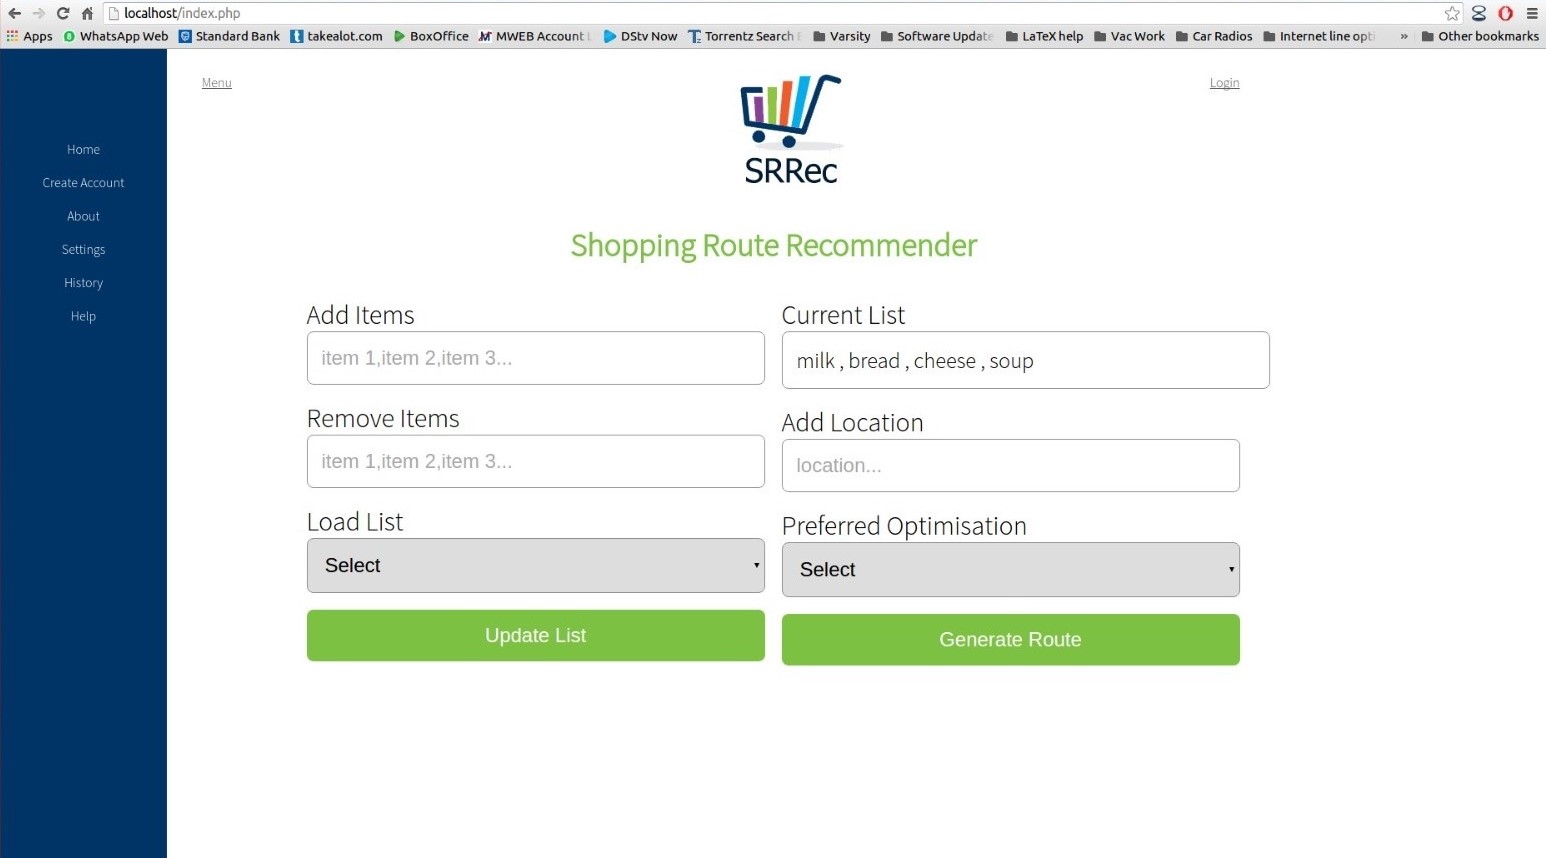 localhost/index.php
Apps WhatsApp Web Standard Bank takealot.com BoxOffice MWEB Account DStv Now Torrentz Search Varsity Software Update LaTeX help Vac Work Car Radios Internet line opti » Other bookmarks
Menu
Login
SRRec
Home
Create Account
About
Settings
History
Help
Shopping Route Recommender
Add Items
item 1,item 2,item 3...
Remove Items
item 1,item 2,item 3...
Load List
Select
Update List
Current List
milk , bread , cheese , soup
Add Location
location...
Preferred Optimisation
Select
Generate Route